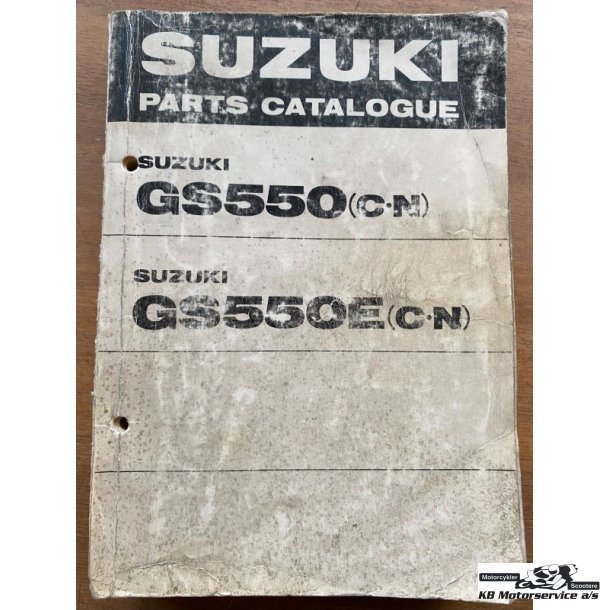 SUZUKI
PARTS CATALOGUE
SUZUKI
GS550(C·N)
SUZUKI
GS550E(C·N)
Motorcykler Scootere
KB Motorservice a/s